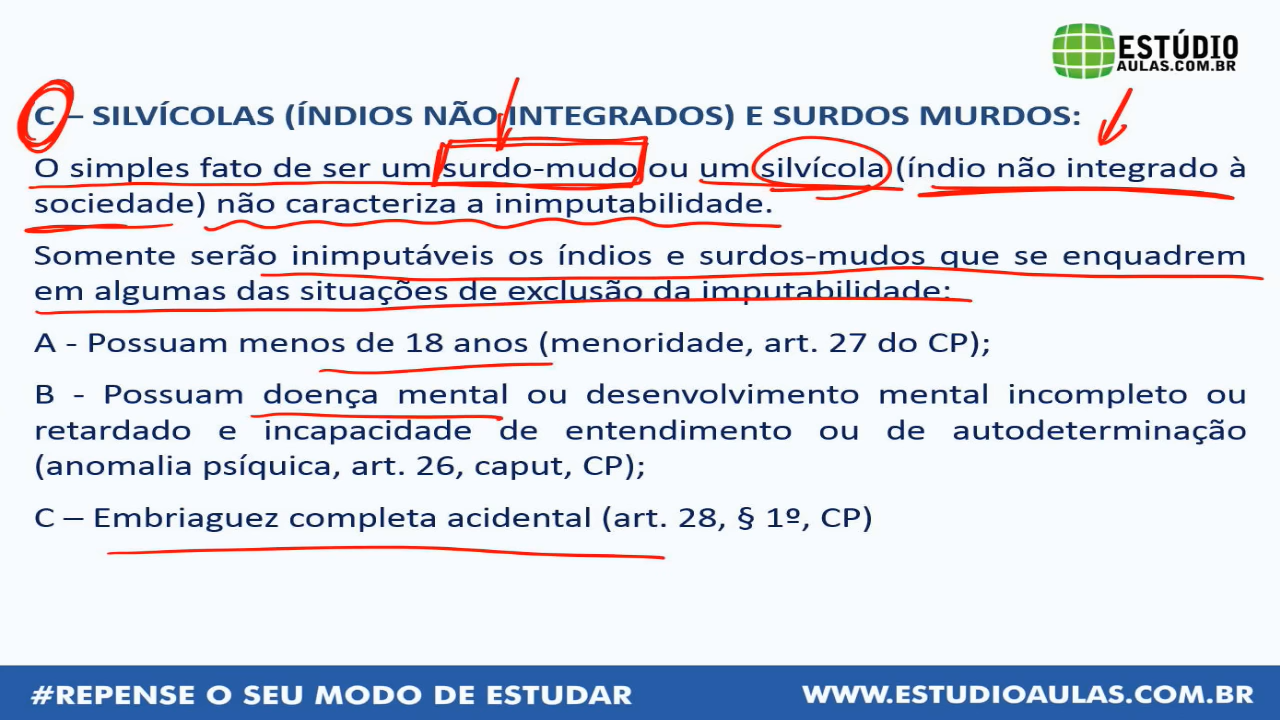 ESTÚDIO
AULAS.COM.BR
C – SILVÍCOLAS (ÍNDIOS NÃO INTEGRADOS) E SURDOS MURDOS:
O simples fato de ser um surdo-mudo ou um silvícola (índio não integrado à
sociedade) não caracteriza a inimputabilidade.
Somente serão inimputáveis os índios e surdos-mudos que se enquadrem
em algumas das situações de exclusão da imputabilidade:
A - Possuam menos de 18 anos (menoridade, art. 27 do CP);
B - Possuam doença mental ou desenvolvimento mental incompleto ou
retardado e incapacidade de entendimento ou de autodeterminação
(anomalia psíquica, art. 26, caput, CP);
C – Embriaguez completa acidental (art. 28, § 1º, CP)
#REPENSE O SEU MODO DE ESTUDAR
WWW.ESTUDIOAULAS.COM.BR